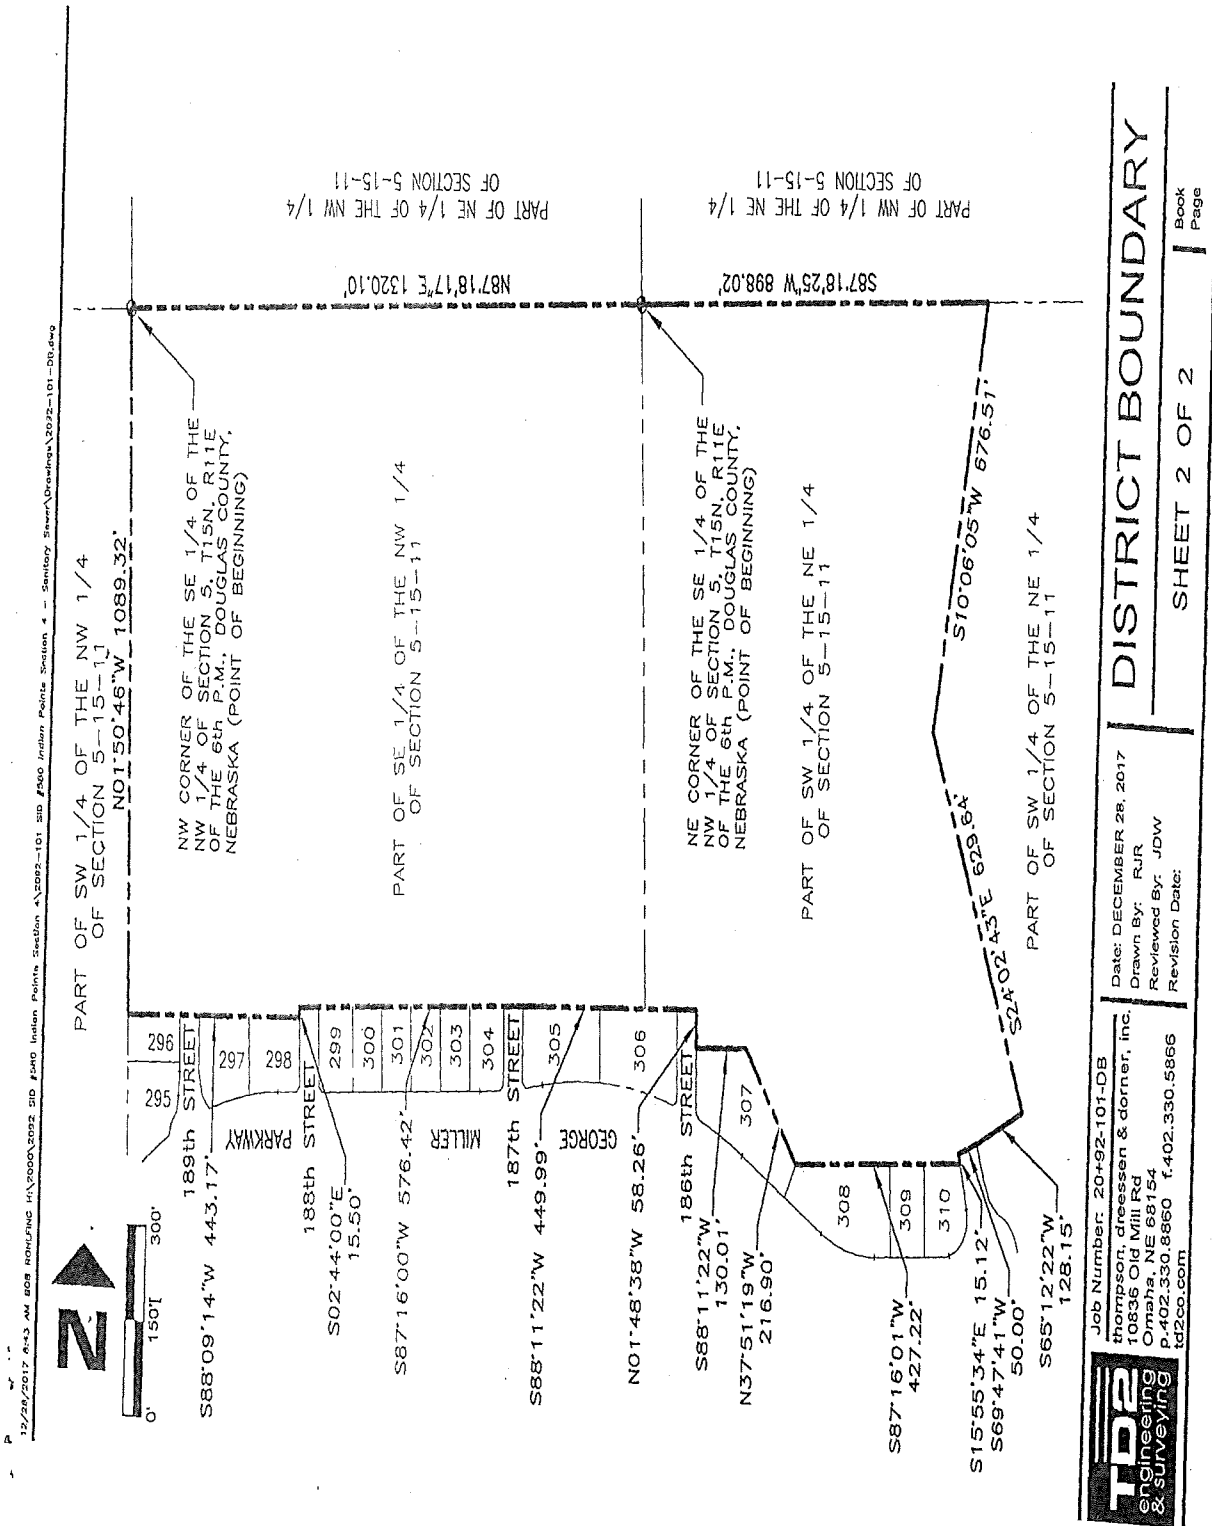 12/28/2017 8:43 AM BOB ROHLFING H:\2000\2092 SID #580 Indian Pointe Section 4\2092-101 SID #500 Indian Pointe Section 4 - Sanitary Sewer\Drawings\2092-101-DB.dwg
PART OF SW 1/4 OF THE NW 1/4
OF SECTION 5-15-11
N01°50'46"W 1089.32'
N
0'
150'
300'
NW CORNER OF THE SE 1/4 OF THE
NW 1/4 OF SECTION 5, T15N, R11E
OF THE 6th P.M., DOUGLAS COUNTY,
NEBRASKA (POINT OF BEGINNING)
PART OF SE 1/4 OF THE NW 1/4
OF SECTION 5-15-11
PART OF NE 1/4 OF THE NW 1/4
OF SECTION 5-15-11
N87°18'17"E 1320.10'
NE CORNER OF THE SE 1/4 OF THE
NW 1/4 OF SECTION 5, T15N, R11E
OF THE 6th P.M., DOUGLAS COUNTY,
NEBRASKA (POINT OF BEGINNING)
PART OF NW 1/4 OF THE NE 1/4
OF SECTION 5-15-11
S87°18'25"W 898.02'
PART OF SW 1/4 OF THE NE 1/4
OF SECTION 5-15-11
S10°06'05"W 676.51'
S24°02'43"E 629.64'
PART OF SW 1/4 OF THE NE 1/4
OF SECTION 5-15-11
295
296
189th STREET
297
298
188th STREET
299
300
301
302
303
304
187th STREET
305
306
186th STREET
307
308
309
310
GEORGE
MILLER
PARKWAY
S88°09'14"W 443.17'
S02°44'00"E
15.50'
S87°16'00"W 576.42'
S88°11'22"W 449.99'
N01°48'38"W 58.26'
S88°11'22"W
130.01'
N37°51'19"W
216.90'
S87°16'01"W
427.22'
S15°55'34"E 15.12'
S69°47'41"W
50.00'
S65°12'22"W
128.15'
TD2
engineering
& surveying
Job Number: 20+92-101-DB
thompson, dreessen & dorner, inc.
10836 Old Mill Rd
Omaha, NE 68154
p.402.330.8860 f.402.330.5866
td2co.com
Date: DECEMBER 28, 2017
Drawn By: RJR
Reviewed By: JDW
Revision Date:
DISTRICT BOUNDARY
SHEET 2 OF 2
Book
Page